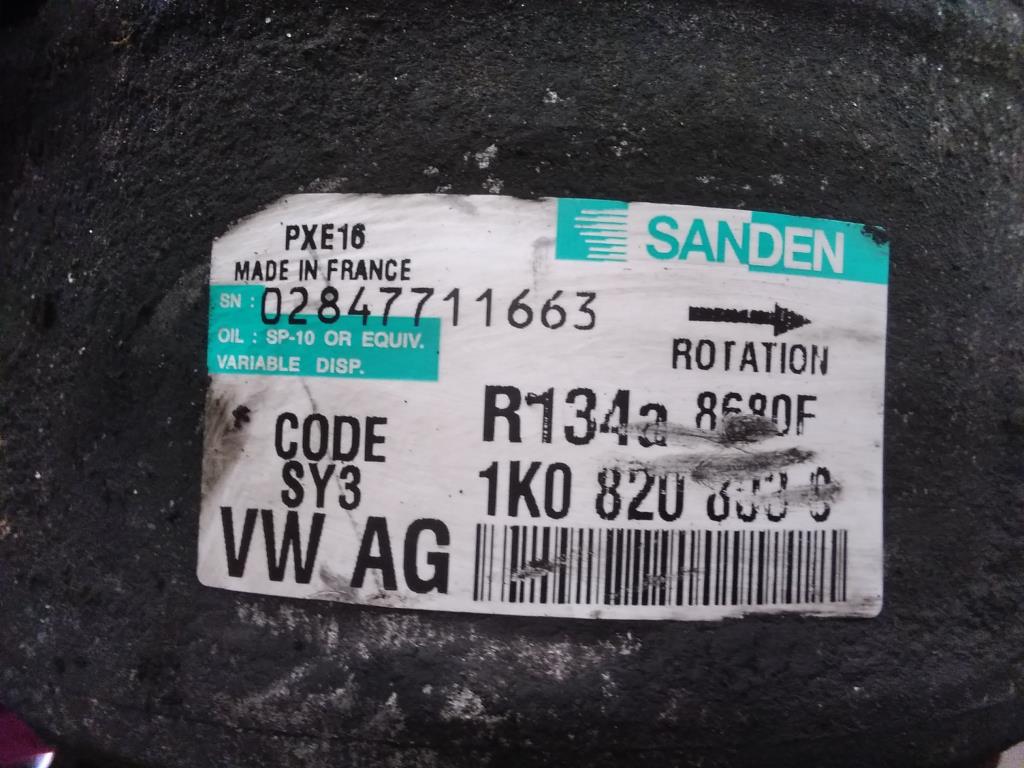 SANDEN
PXE16
MADE IN FRANCE
SN : 02847711663
OIL : SP-10 OR EQUIV.
VARIABLE DISP.
ROTATION
R134a
CODE
SY3
1K0 820
VW AG